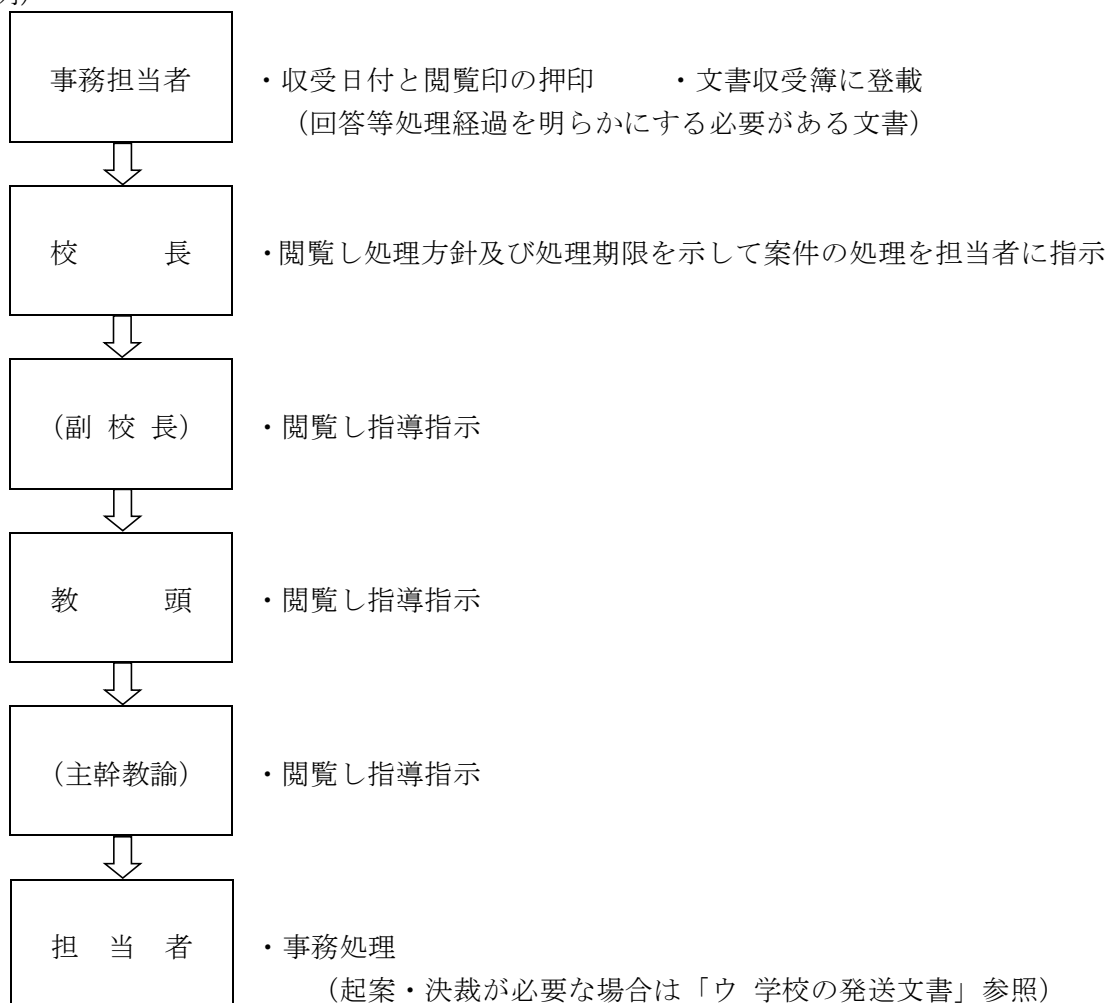 事務担当者 ・収受日付と閲覧印の押印 ・文書収受簿に登載
（回答等処理経過を明らかにする必要がある文書）
校 長 ・閲覧し処理方針及び処理期限を示して案件の処理を担当者に指示
（副 校 長） ・閲覧し指導指示
教 頭 ・閲覧し指導指示
（主幹教諭） ・閲覧し指導指示
担 当 者 ・事務処理
（起案・決裁が必要な場合は「ウ 学校の発送文書」参照）